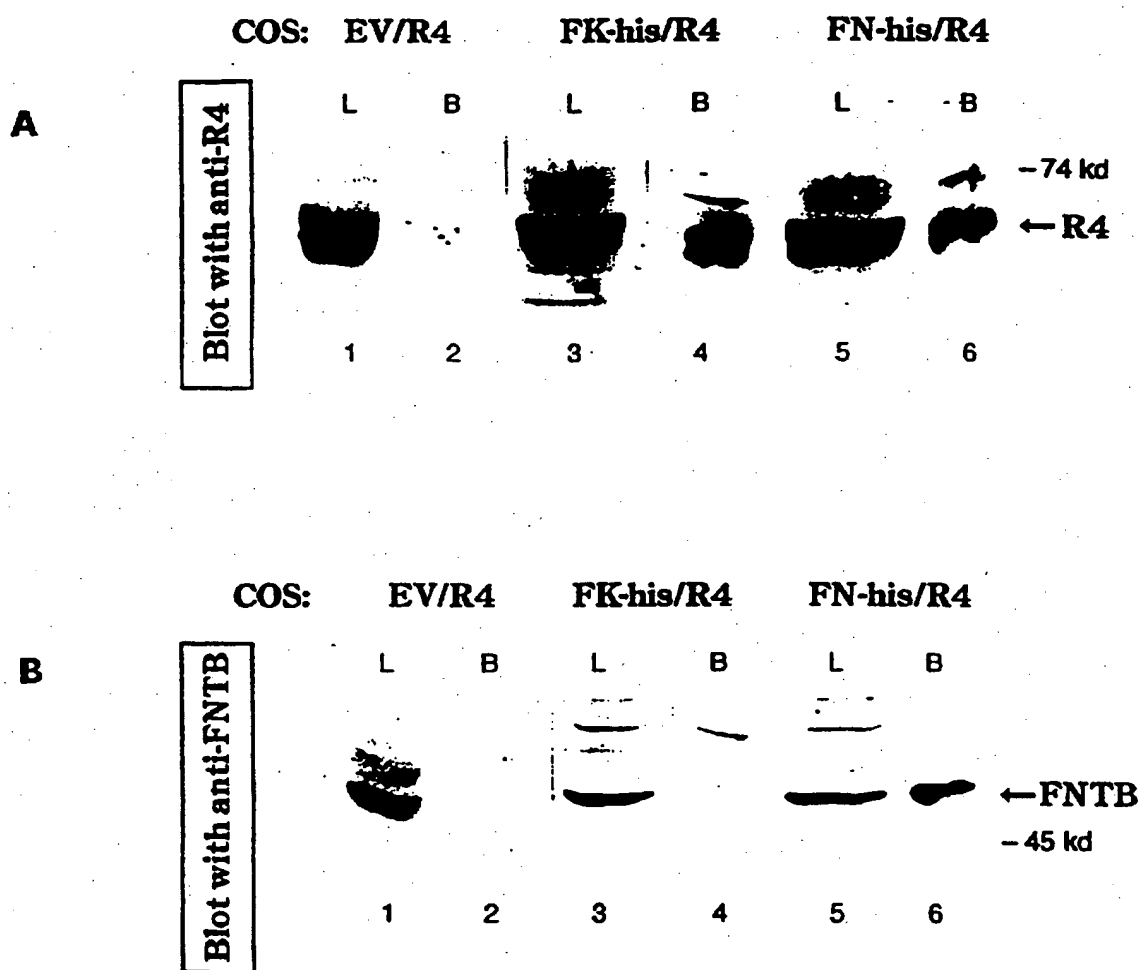 COS: EV/R4 FK-his/R4 FN-his/R4
A
Blot with anti-R4
L B L B L B
- 74 kd
←R4
1 2 3 4 5 6
COS: EV/R4 FK-his/R4 FN-his/R4
B
Blot with anti-FNTB
L B L B L B
←FNTB
- 45 kd
1 2 3 4 5 6